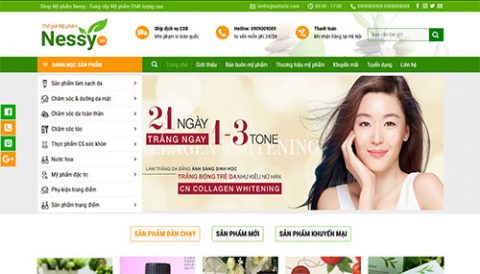 Shop Mỹ phẩm Nessy - Cung cấp Mỹ phẩm Chất lượng cao
0909009009 - 0908008008
Thế giới Mỹ phẩm
Nessy
Ship dịch vụ COD
trên phạm vi toàn quốc
Hotline: 0909009009
tư vấn miễn phí 24/24
Thanh toán
khi nhận hàng tại Hà Nội
Bạn cần tìm gì?
DANH MỤC SẢN PHẨM
Trang chủ
Giới thiệu
Bán buôn mỹ phẩm
Thương hiệu mỹ phẩm
Khuyến mãi
Tuyển dụng
Liên hệ
Sản phẩm làm sạch da
Chăm sóc & dưỡng da mặt
Chăm sóc da toàn thân
Chăm sóc tóc
Thực phẩm CS sức khỏe
Nước hoa
Mỹ phẩm đặc trị
Phụ kiện trang điểm
Sản phẩm trang điểm
21 NGÀY
TRẮNG NGAY 1-3 TONE
LÀM TRẮNG DA BẰNG ÁNH SÁNG SINH HỌC
TRẮNG BÓNG TRẺ DA NHƯ KIỀU NỮ HÀN
CN COLLAGEN WHITENING
SẢN PHẨM BÁN CHẠY
SẢN PHẨM MỚI
SẢN PHẨM KHUYẾN MẠI